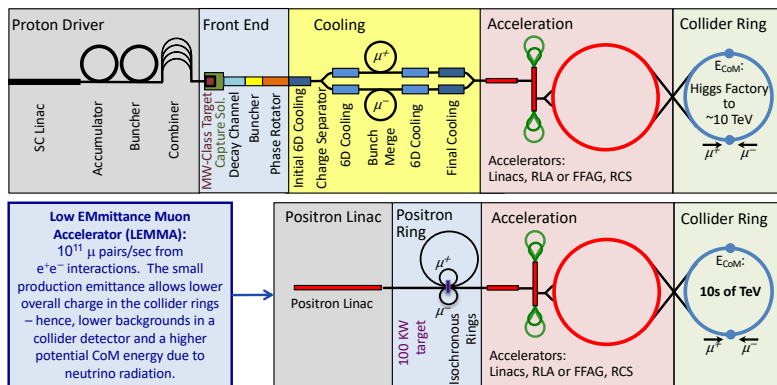 Proton Driver
Front End
Cooling
Acceleration
Collider Ring
SC Linac
Accumulator
Buncher
Combiner
MW-Class Target
Capture Sol.
Decay Channel
Buncher
Phase Rotator
Initial 6D Cooling
Charge Separator
6D Cooling
μ⁺
μ⁻
Bunch
Merge
6D Cooling
Final Cooling
Accelerators:
Linacs, RLA or FFAG, RCS
E_CoM:
Higgs Factory
to
~10 TeV
μ⁺ μ⁻
Low EMmittance Muon
Accelerator (LEMMA):
10¹¹ μ pairs/sec from
e⁺e⁻ interactions. The small
production emittance allows lower
overall charge in the collider rings
– hence, lower backgrounds in a
collider detector and a higher
potential CoM energy due to
neutrino radiation.
Positron Linac
Positron
Ring
Acceleration
Collider Ring
Positron Linac
μ⁺
μ⁻
100 KW
target
Isochronous
Rings
Accelerators:
Linacs, RLA or FFAG, RCS
E_CoM:
10s of TeV
μ⁺ μ⁻